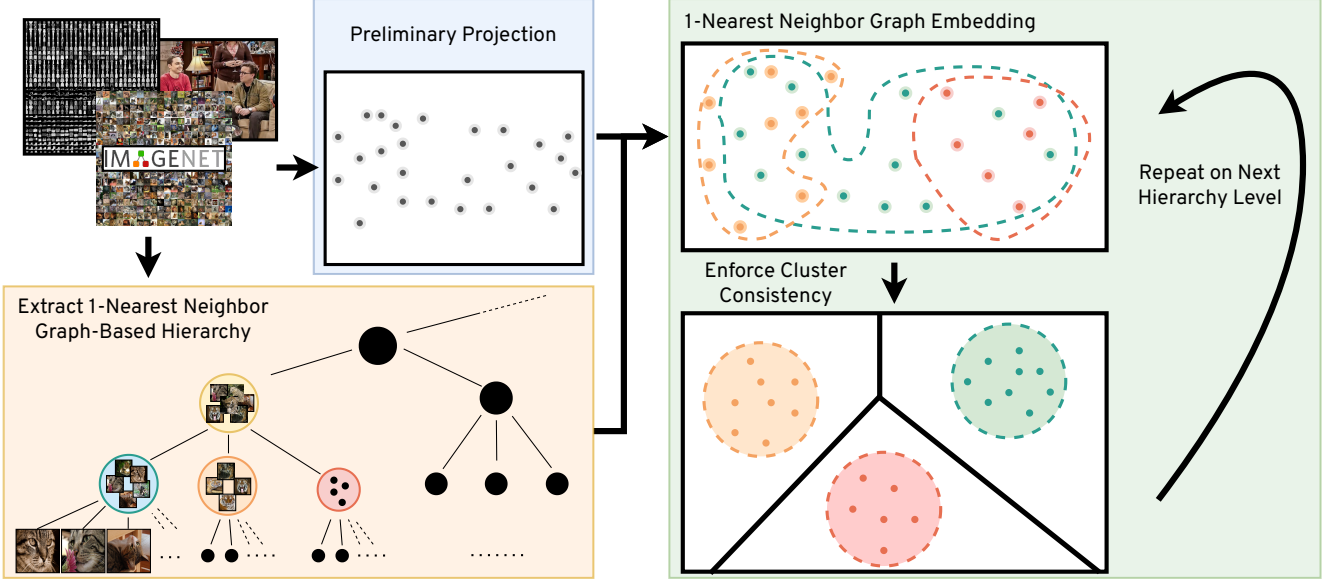 Preliminary Projection
1-Nearest Neighbor Graph Embedding
IMAGENET
Repeat on Next
Hierarchy Level
Enforce Cluster
Consistency
Extract 1-Nearest Neighbor
Graph-Based Hierarchy